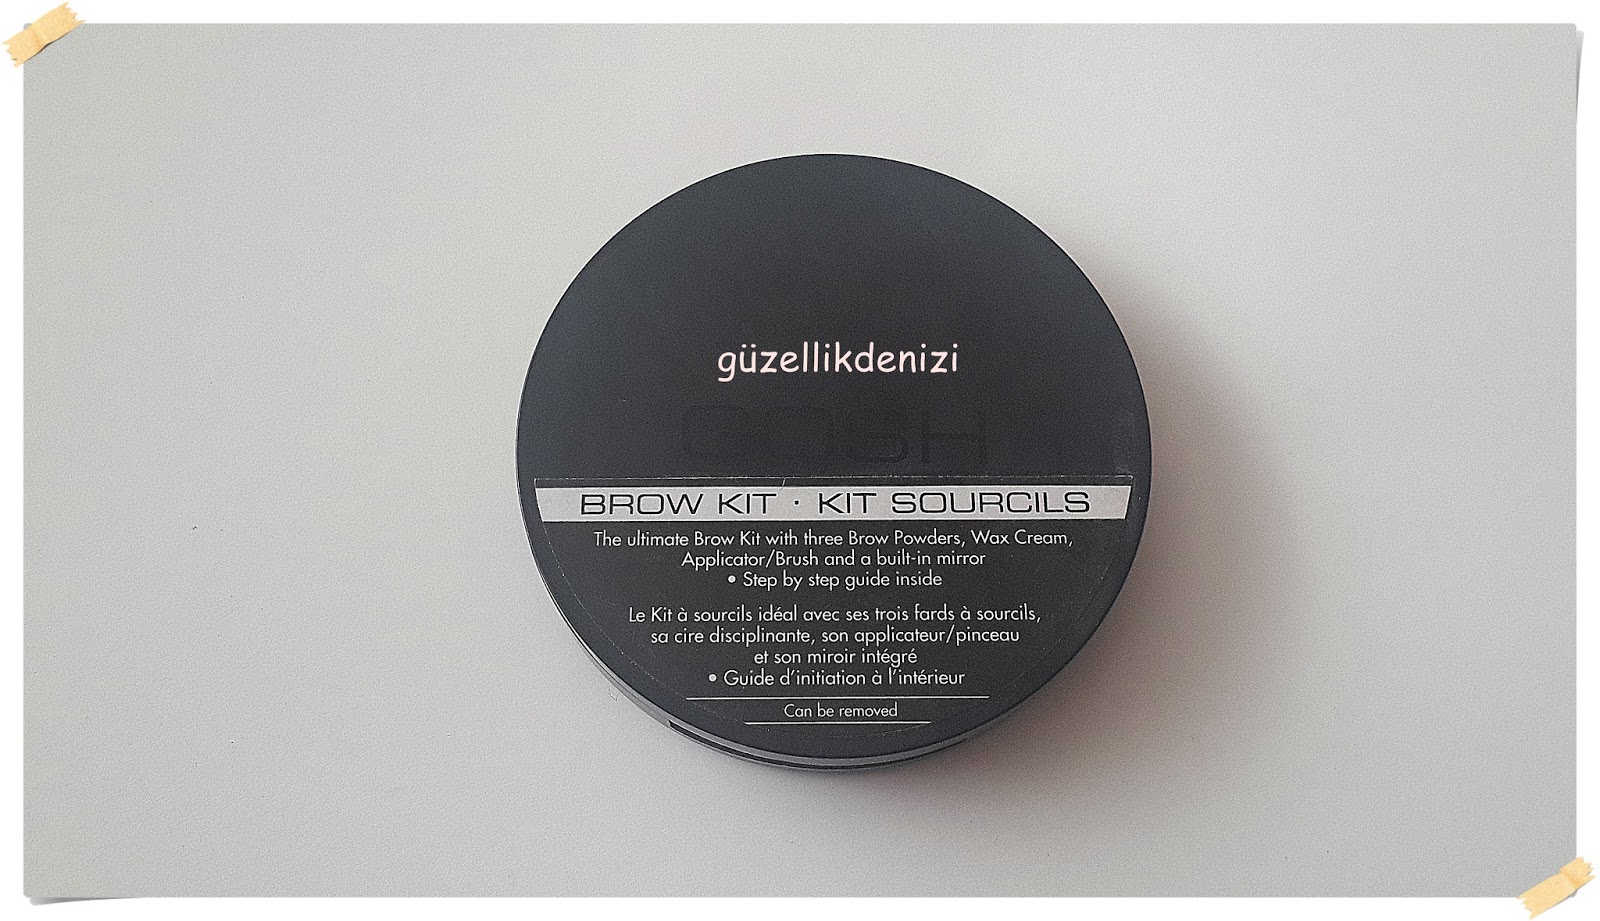 güzellikdenizi
GOSH
BROW KIT · KIT SOURCILS
The ultimate Brow Kit with three Brow Powders, Wax Cream,
Applicator/Brush and a built-in mirror
• Step by step guide inside
Le Kit à sourcils idéal avec ses trois fards à sourcils,
sa cire disciplinante, son applicateur/pinceau
et son miroir intégré
• Guide d'initiation à l'intérieur
Can be removed